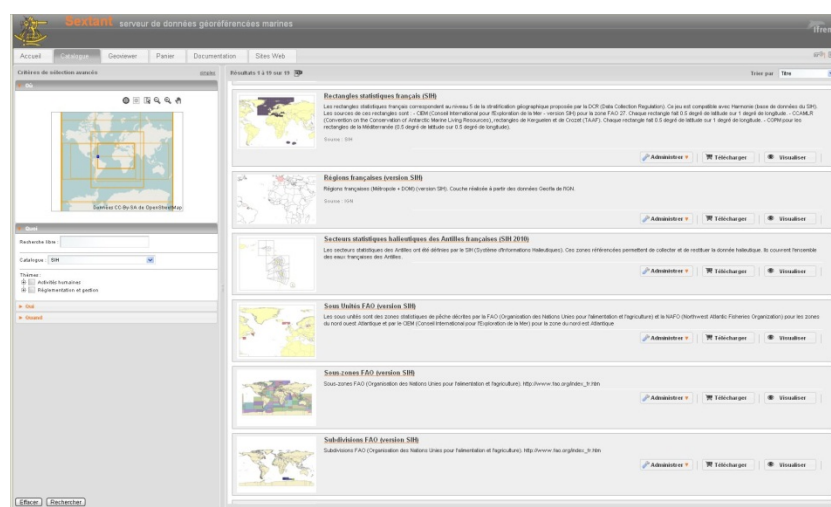 Sextant serveur de données géoréférencées marines
Accueil Catalogue Geoviewer Panier Documentation Sites Web
Critères de sélection avancés
Résultats 1 à 19 sur 19
Trier par Titre
Données CC-By-SA de OpenStreetMap
Quoi
Recherche libre :
Catalogue : SIH
Thèmes :
Activités humaines
Réglementation et gestion
Qui
Quand
Effacer Rechercher
Rectangles statistiques français (SIH)
Les rectangles statistiques français correspondent au niveau 5 de la stratification géographique proposée par la DCR (Data Collection Regulation). Ce jeu est compatible avec Harmonie (base de données du SIH).
Les sources de ces rectangles sont : - CIEM (Conseil International pour l'Exploration de la Mer - version SIH) pour la zone FAO 27. Chaque rectangle fait 0.5 degré de latitude sur 1 degré de longitude. - CCAMLR
(Convention on the Conservation of Antarctic Marine Living Resources), rectangles de Kerguelen et de Crozet (TAAF). Chaque rectangle fait 0.5 degré de latitude sur 1 degré de longitude. - CGPM pour les
rectangles de la Méditerranée (0.5 degré de latitude sur 0.5 degré de longitude).
Source : SIH
Administrer Télécharger Visualiser
Régions françaises (version SIH)
Régions françaises (Métropole + DOM) (version SIH). Couche réalisée à partir des données Geofla de l'IGN.
Source : IGN
Administrer Télécharger Visualiser
Secteurs statistiques halieutiques des Antilles françaises (SIH 2010)
Les secteurs statistiques des Antilles ont été définies par le SIH (Système d'Informations Halieutiques). Ces zones référencées permettent de collecter et de restituer la donnée halieutique. Ils couvrent l'ensemble
des eaux françaises des Antilles.
Administrer Télécharger Visualiser
Sous Unités FAO (version SIH)
Les sous unités sont des zones statistiques de pêche décrites par la FAO (Organisation des Nations Unies pour l'alimentation et l'agriculture) et la NAFO (Northwest Atlantic Fisheries Organization) pour les zones
du nord ouest Atlantique et par le CIEM (Conseil International pour l'Exploration de la Mer) pour la zone du nord est Atlantique
Administrer Télécharger Visualiser
Sous-zones FAO (version SIH)
Sous-zones FAO (Organisation des Nations Unies pour l'alimentation et l'agriculture). http://www.fao.org/index_fr.htm
Administrer Télécharger Visualiser
Subdivisions FAO (version SIH)
Subdivisions FAO (Organisation des Nations Unies pour l'alimentation et l'agriculture). http://www.fao.org/index_fr.htm
Administrer Télécharger Visualiser